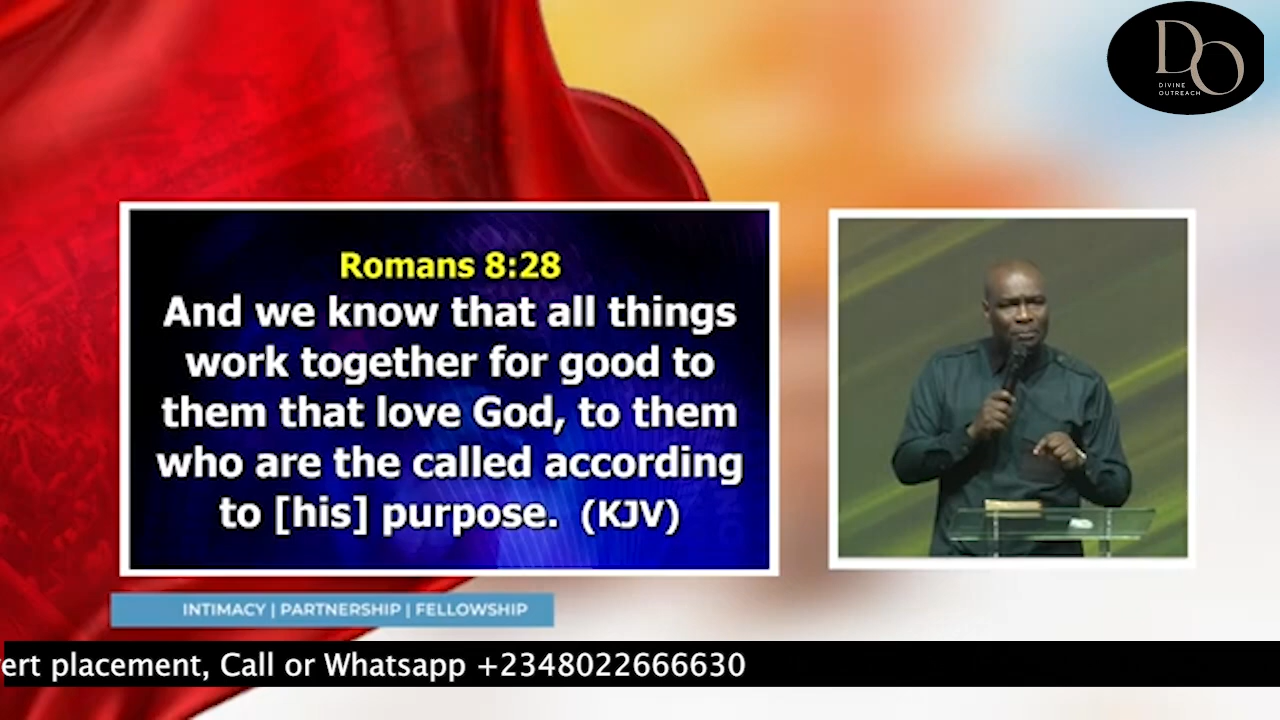 DO
DIVINE
OUTREACH
Romans 8:28
And we know that all things
work together for good to
them that love God, to them
who are the called according
to [his] purpose. (KJV)
INTIMACY | PARTNERSHIP | FELLOWSHIP
ert placement, Call or Whatsapp +2348022666630